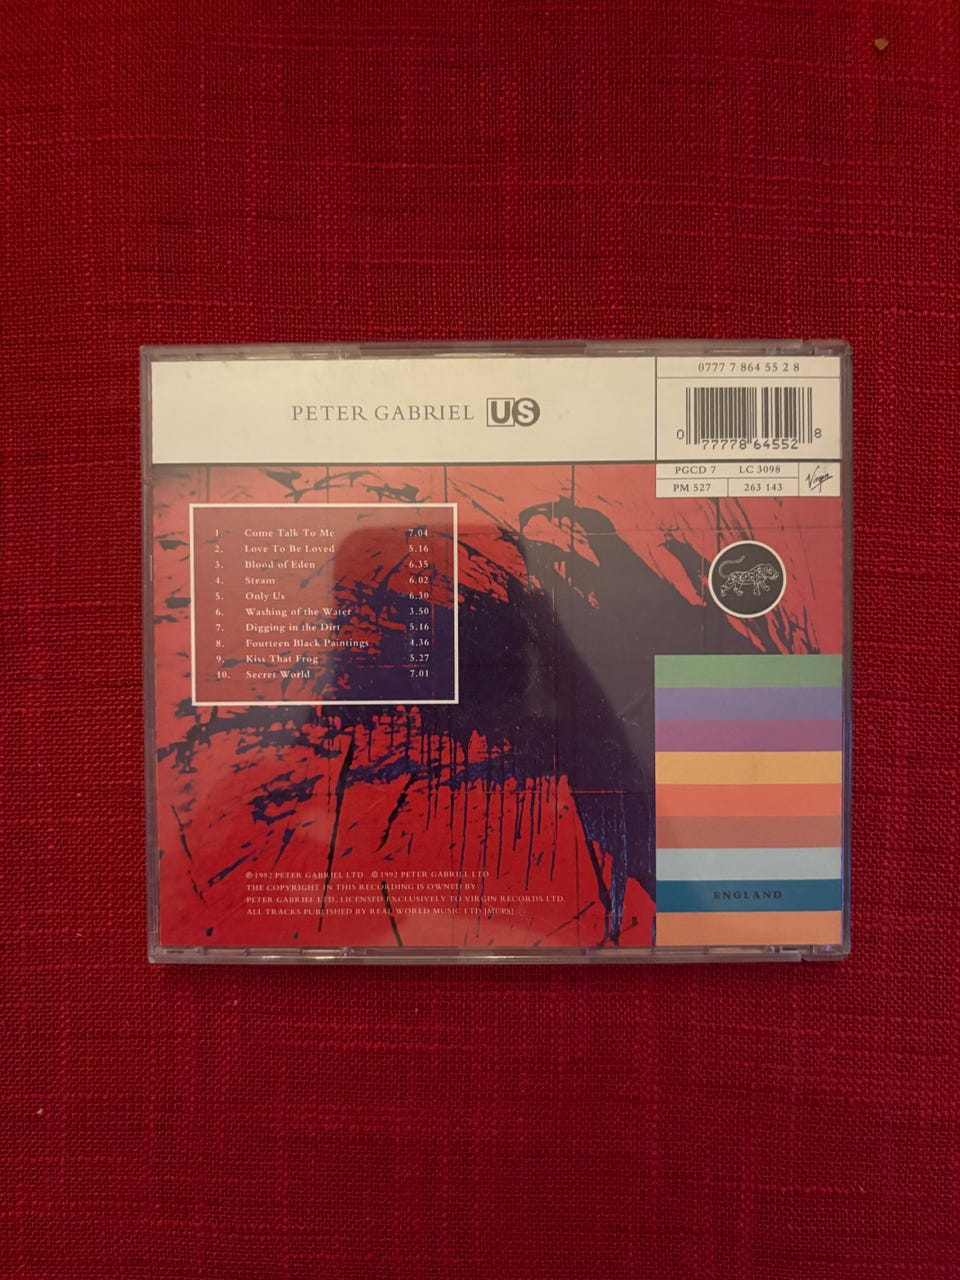 PETER GABRIEL US
0777 7 864 55 2 8
0 77778 64552 8
PGCD 7 LC 3098
PM 527 263 143
Virgin
1. Come Talk To Me 7.04
2. Love To Be Loved 5.16
3. Blood of Eden 6.35
4. Steam 6.02
5. Only Us 6.30
6. Washing of the Water 3.50
7. Digging in the Dirt 5.16
8. Fourteen Black Paintings 4.36
9. Kiss That Frog 5.27
10. Secret World 7.01
℗ 1992 PETER GABRIEL LTD © 1992 PETER GABRIEL LTD
THE COPYRIGHT IN THIS RECORDING IS OWNED BY
PETER GABRIEL LTD, LICENSED EXCLUSIVELY TO VIRGIN RECORDS LTD.
ALL TRACKS PUBLISHED BY REAL WORLD MUSIC LTD [MCPS]
ENGLAND